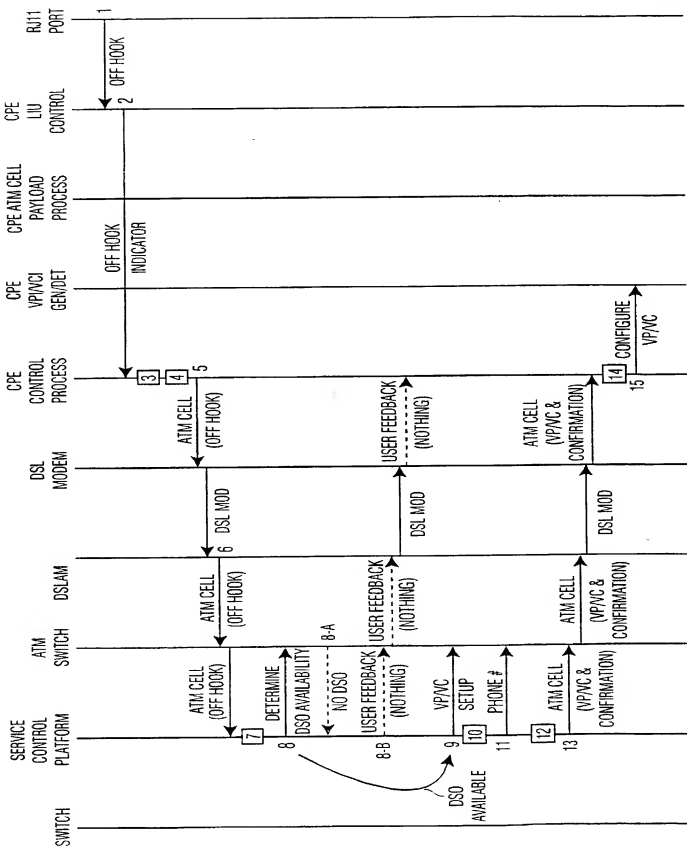 SWITCH
SERVICE
CONTROL
PLATFORM
ATM
SWITCH
DSLAM
DSL
MODEM
CPE
CONTROL
PROCESS
CPE
VPI/VCI
GEN/DET
CPE ATM CELL
PAYLOAD
PROCESS
CPE
LIU
CONTROL
RJ11
PORT
1
OFF HOOK
2
OFF HOOK
INDICATOR
3
4
5
ATM CELL
(OFF HOOK)
DSL MOD
6
ATM CELL
(OFF HOOK)
ATM CELL
(OFF HOOK)
7
8
DETERMINE
DSO AVAILABILITY
8-A
NO DSO
8-B
USER FEEDBACK
(NOTHING)
USER FEEDBACK
(NOTHING)
DSL MOD
USER FEEDBACK
(NOTHING)
DSO
AVAILABLE
9
VP/VC
SETUP
10
11
PHONE #
12
13
ATM CELL
(VP/VC &
CONFIRMATION)
ATM CELL
(VP/VC &
CONFIRMATION)
DSL MOD
ATM CELL
(VP/VC &
CONFIRMATION)
14
15
CONFIGURE
VP/VC